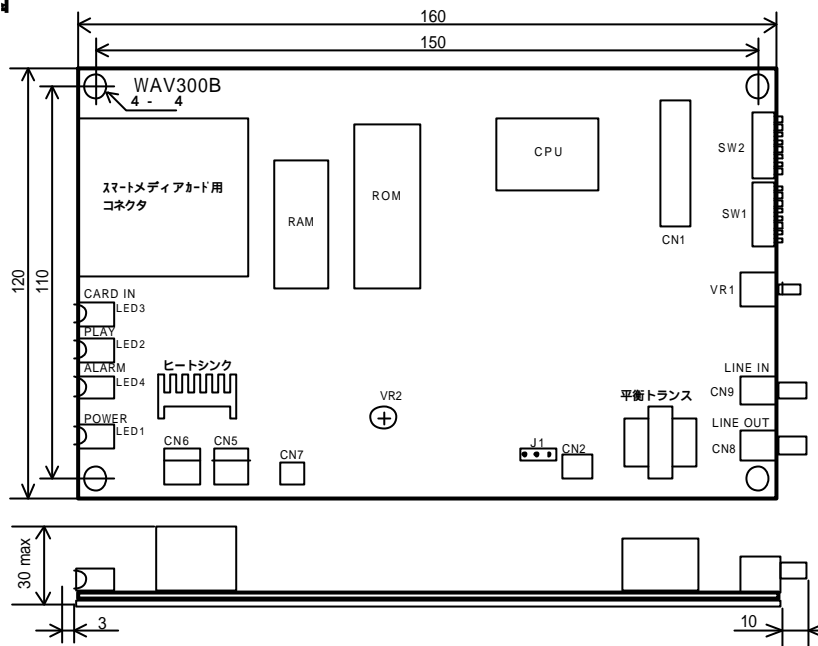 160
150
WAV300B
4 - 4
スマートメディアカード用
コネクタ
RAM
ROM
CPU
CN1
SW2
SW1
VR1
120
110
CARD IN
LED3
PLAY
LED2
ALARM
LED4
POWER
LED1
ヒートシンク
VR2
平衡トランス
LINE IN
CN9
LINE OUT
CN8
CN6
CN5
CN7
J1
CN2
30 max
3
10